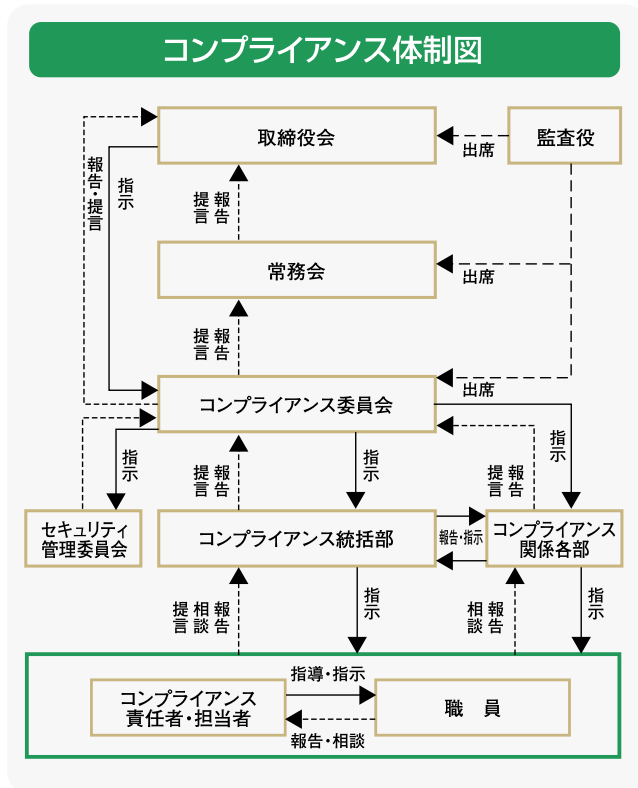 コンプライアンス体制図
取締役会
監査役
出席
報告・提言
指示
報告
提言
常務会
出席
報告
提言
コンプライアンス委員会
出席
指示
報告
提言
指示
報告
提言
指示
セキュリティ
管理委員会
コンプライアンス統括部
報告・指示
コンプライアンス
関係各部
報告
相談
提言
指示
報告
相談
指示
コンプライアンス
責任者・担当者
指導・指示
職　員
報告・相談